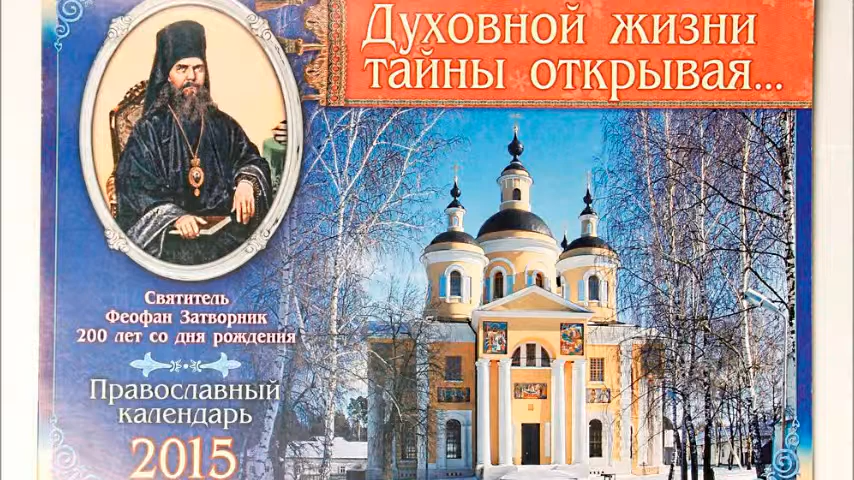 Духовной жизни
тайны открывая...
Святитель
Феофан Затворник
200 лет со дня рождения
Православный
календарь
2015